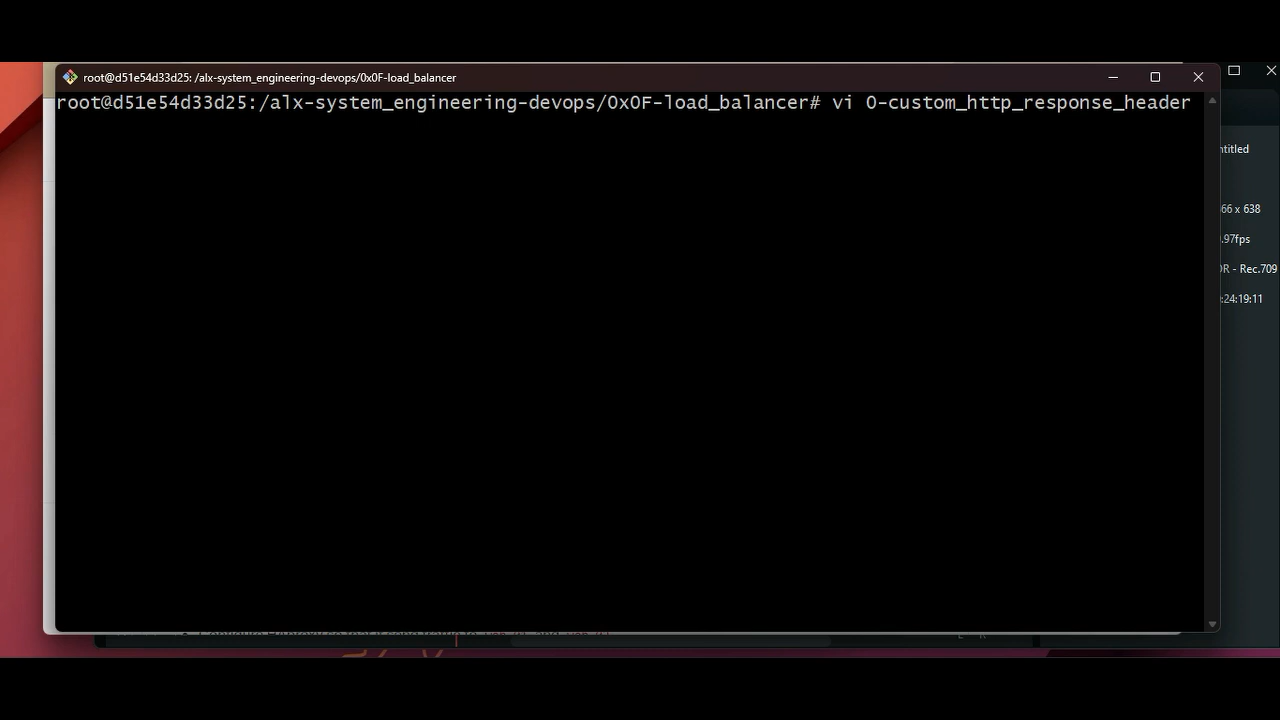 root@d51e54d33d25: /alx-system_engineering-devops/0x0F-load_balancer
root@d51e54d33d25:/alx-system_engineering-devops/0x0F-load_balancer# vi 0-custom_http_response_header
ntitled
66 x 638
.97fps
DR - Rec.709
:24:19:11